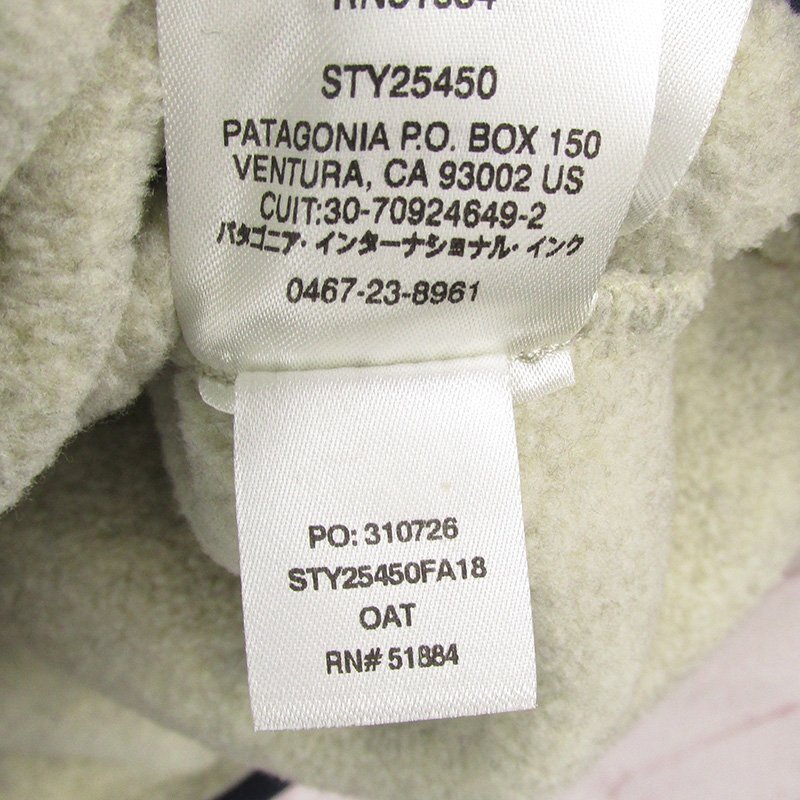 RN51884
STY25450
PATAGONIA P.O. BOX 150
VENTURA, CA 93002 US
CUIT:30-70924649-2
パタゴニア・インターナショナル・インク
0467-23-8961
PO: 310726
STY25450FA18
OAT
RN# 51884